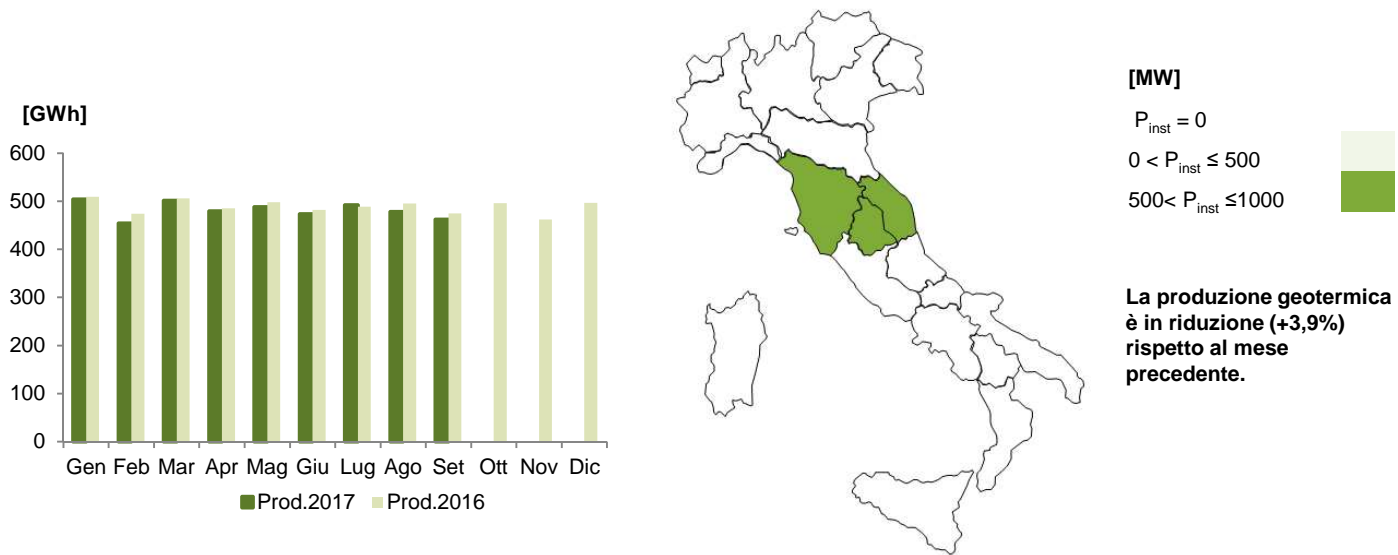 [GWh]
600
500
400
300
200
100
0
Gen Feb Mar Apr Mag Giu Lug Ago Set Ott Nov Dic
Prod.2017 Prod.2016
[MW]
Pinst = 0
0 < Pinst ≤ 500
500< Pinst ≤1000
La produzione geotermica
è in riduzione (+3,9%)
rispetto al mese
precedente.